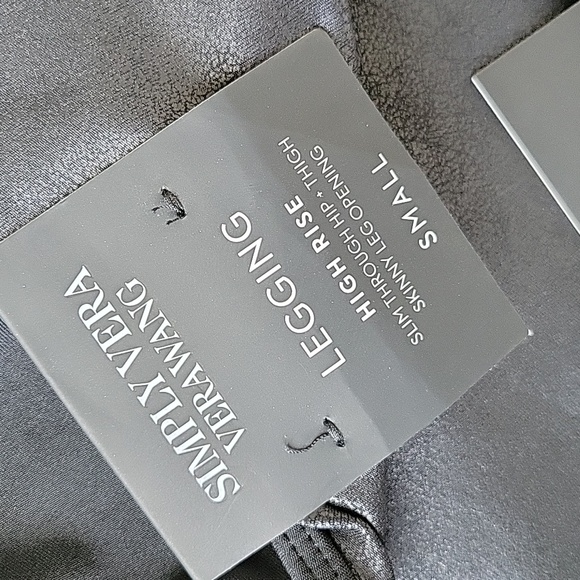 SIMPLY VERA
VERA WANG
LEGGING
HIGH RISE
SLIM THROUGH HIP + THIGH
SKINNY LEG OPENING
SMALL